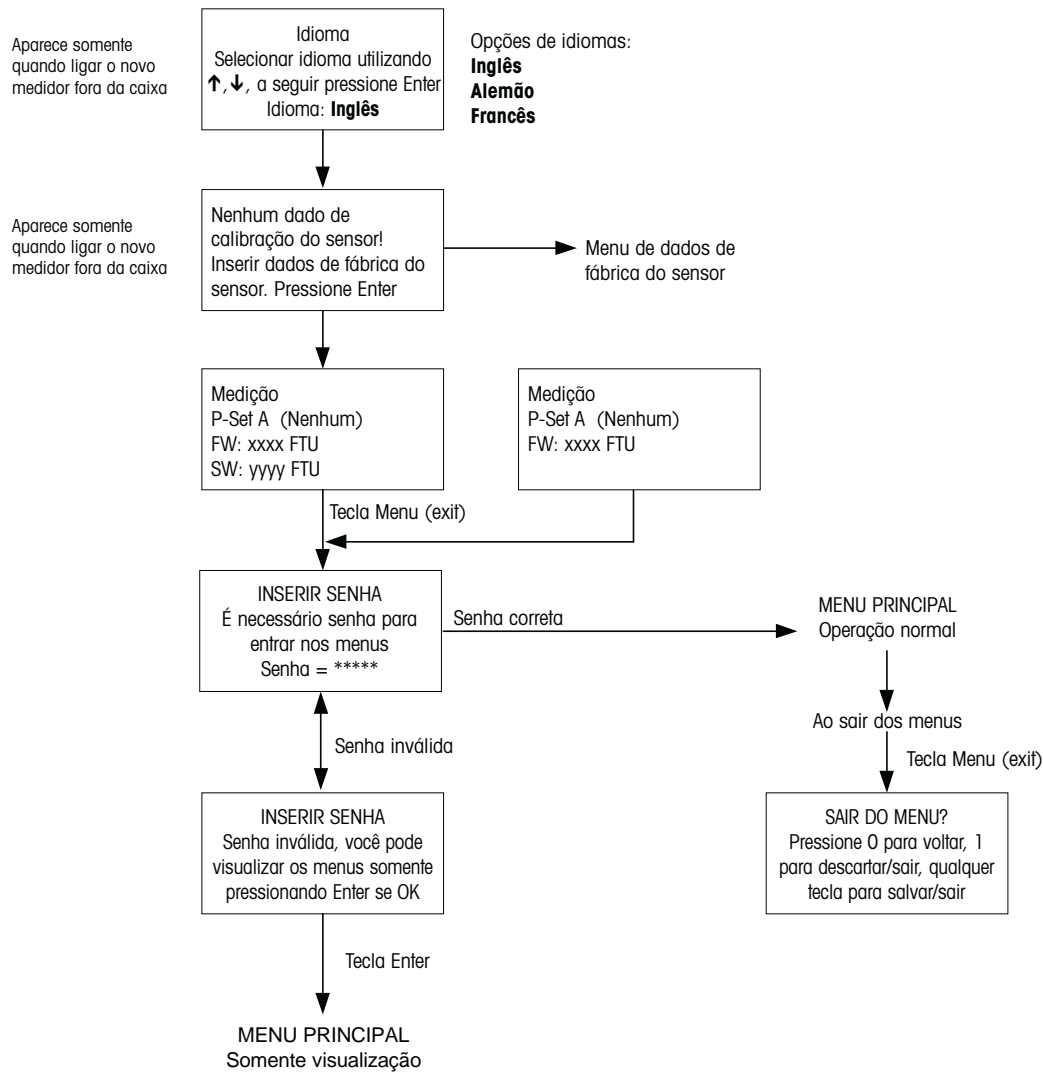 Aparece somente
quando ligar o novo
medidor fora da caixa
Idioma
Selecionar idioma utilizando
↑,↓, a seguir pressione Enter
Idioma: Inglês
Opções de idiomas:
Inglês
Alemão
Francês
Aparece somente
quando ligar o novo
medidor fora da caixa
Nenhum dado de
calibração do sensor!
Inserir dados de fábrica do
sensor. Pressione Enter
Menu de dados de
fábrica do sensor
Medição
P-Set A (Nenhum)
FW: xxxx FTU
SW: yyyy FTU
Medição
P-Set A (Nenhum)
FW: xxxx FTU
Tecla Menu (exit)
INSERIR SENHA
É necessário senha para
entrar nos menus
Senha = *****
Senha correta
MENU PRINCIPAL
Operação normal
Ao sair dos menus
Tecla Menu (exit)
Senha inválida
INSERIR SENHA
Senha inválida, você pode
visualizar os menus somente
pressionando Enter se OK
SAIR DO MENU?
Pressione 0 para voltar, 1
para descartar/sair, qualquer
tecla para salvar/sair
Tecla Enter
MENU PRINCIPAL
Somente visualização